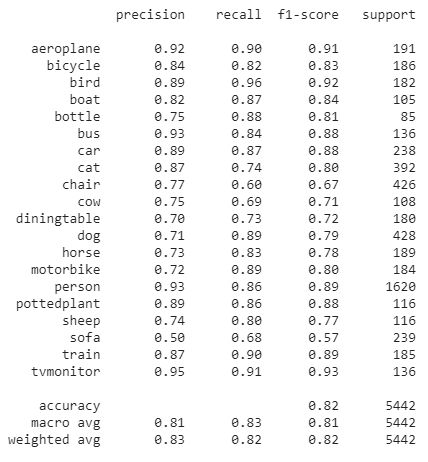 precision recall f1-score support
aeroplane 0.92 0.90 0.91 191
bicycle 0.84 0.82 0.83 186
bird 0.89 0.96 0.92 182
boat 0.82 0.87 0.84 105
bottle 0.75 0.88 0.81 85
bus 0.93 0.84 0.88 136
car 0.89 0.87 0.88 238
cat 0.87 0.74 0.80 392
chair 0.77 0.60 0.67 426
cow 0.75 0.69 0.71 108
diningtable 0.70 0.73 0.72 180
dog 0.71 0.89 0.79 428
horse 0.73 0.83 0.78 189
motorbike 0.72 0.89 0.80 184
person 0.93 0.86 0.89 1620
pottedplant 0.89 0.86 0.88 116
sheep 0.74 0.80 0.77 116
sofa 0.50 0.68 0.57 239
train 0.87 0.90 0.89 185
tvmonitor 0.95 0.91 0.93 136
accuracy 0.82 5442
macro avg 0.81 0.83 0.81 5442
weighted avg 0.83 0.82 0.82 5442